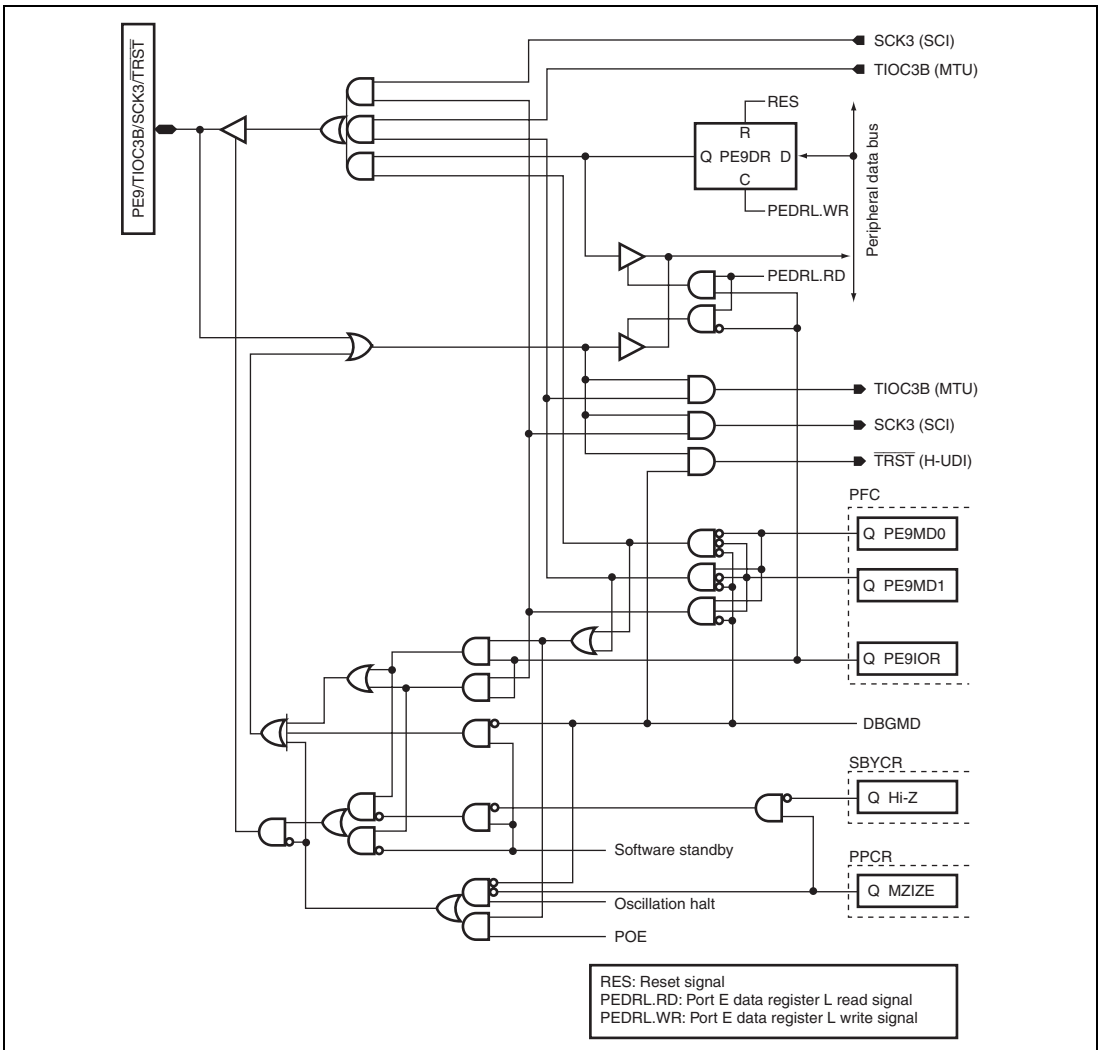 PE9/TIOC3B/SCK3/T̅R̅S̅T̅
SCK3 (SCI)
TIOC3B (MTU)
RES
R
Q PE9DR D
C
PEDRL.WR
Peripheral data bus
PEDRL.RD
TIOC3B (MTU)
SCK3 (SCI)
T̅R̅S̅T̅ (H-UDI)
PFC
Q PE9MD0
Q PE9MD1
Q PE9IOR
DBGMD
SBYCR
Q Hi-Z
Software standby
PPCR
Q MZIZE
Oscillation halt
POE
RES: Reset signal
PEDRL.RD: Port E data register L read signal
PEDRL.WR: Port E data register L write signal